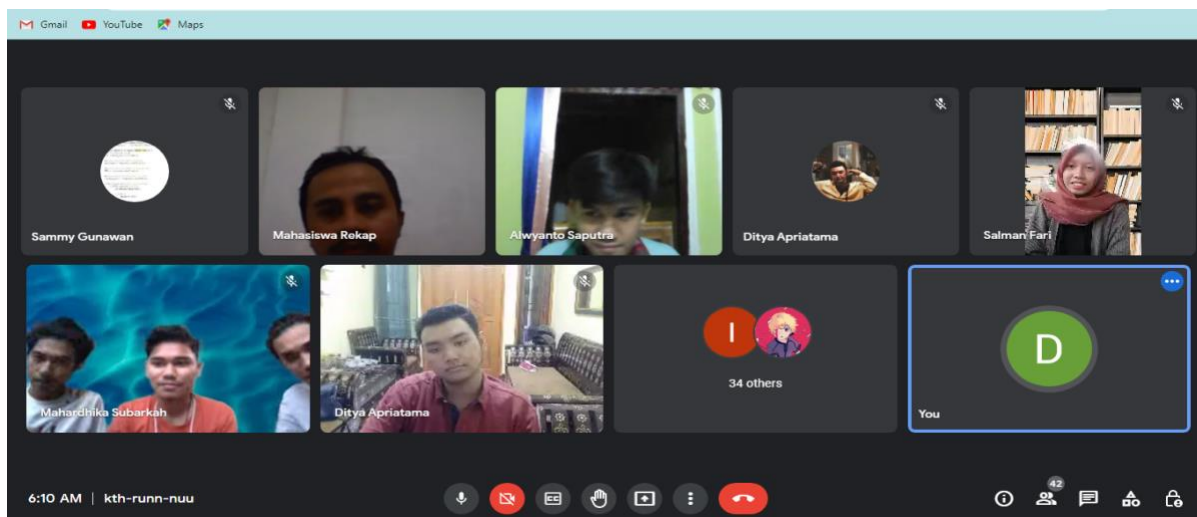 Gmail YouTube Maps
Sammy Gunawan
Mahasiswa Rekap
Alwyanto Saputra
Ditya Apriatama
Salman Fari
Mahardhika Subarkah
Ditya Apriatama
I
34 others
D
You
6:10 AM | kth-runn-nuu
CC
42